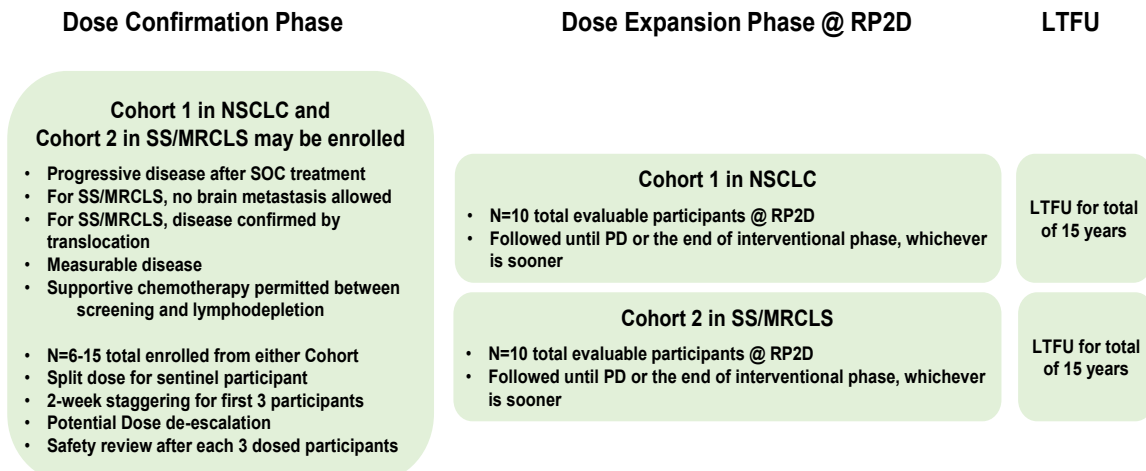 Dose Confirmation Phase
Dose Expansion Phase @ RP2D
LTFU
Cohort 1 in NSCLC and
Cohort 2 in SS/MRCLS may be enrolled
• Progressive disease after SOC treatment
• For SS/MRCLS, no brain metastasis allowed
• For SS/MRCLS, disease confirmed by
translocation
• Measurable disease
• Supportive chemotherapy permitted between
screening and lymphodepletion
• N=6-15 total enrolled from either Cohort
• Split dose for sentinel participant
• 2-week staggering for first 3 participants
• Potential Dose de-escalation
• Safety review after each 3 dosed participants
Cohort 1 in NSCLC
• N=10 total evaluable participants @ RP2D
• Followed until PD or the end of interventional phase, whichever
is sooner
LTFU for total
of 15 years
Cohort 2 in SS/MRCLS
• N=10 total evaluable participants @ RP2D
• Followed until PD or the end of interventional phase, whichever
is sooner
LTFU for total
of 15 years